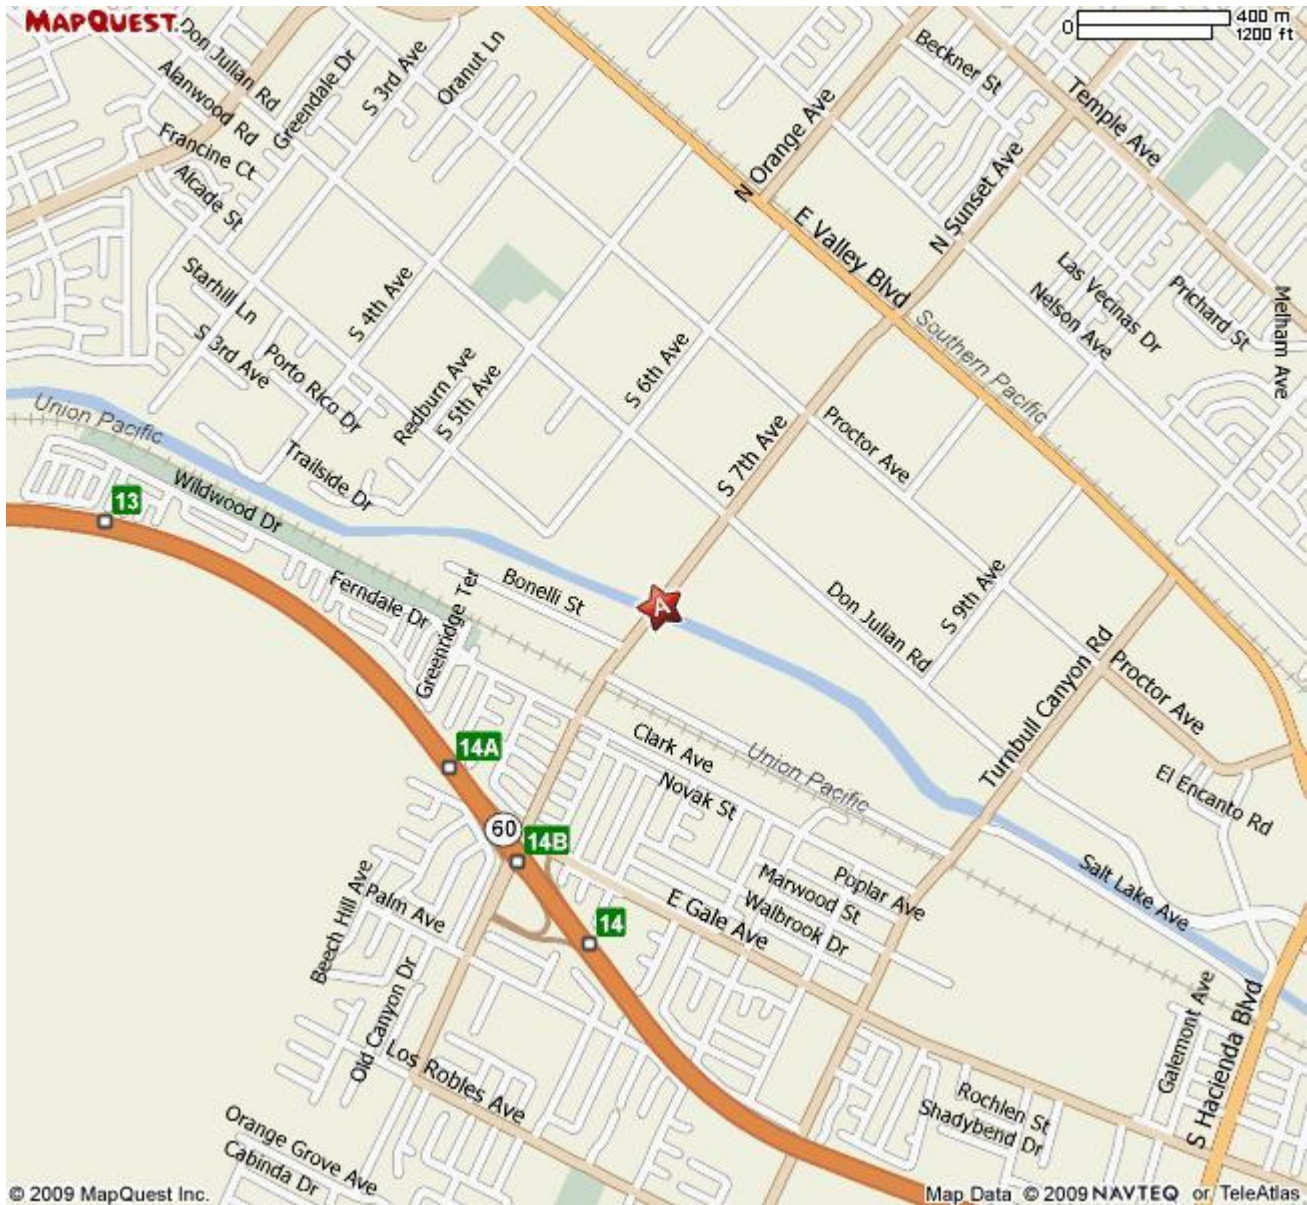 MAPQUEST.
0
400 m
1200 ft
Don Julian Rd
Alanwood Rd
Francine Ct
Alcade St
Greendale Dr
S 3rd Ave
Oranut Ln
N Orange Ave
Beckner St
Temple Ave
N Sunset Ave
E Valley Blvd
Las Vecinas Dr
Nelson Ave
Prichard St
Melham Ave
Starhill Ln
S 4th Ave
S 3rd Ave
Porto Rico Dr
Redburn Ave
S 5th Ave
S 6th Ave
Southern Pacific
Union Pacific
Trailside Dr
S 7th Ave
Proctor Ave
13
Wildwood Dr
Ferndale Dr
Greenridge Ter
Bonelli St
A
Don Julian Rd
S 9th Ave
Turnbull Canyon Rd
Proctor Ave
El Encanto Rd
14A
Clark Ave
Novak St
Union Pacific
60
14B
Beech Hill Ave
Palm Ave
14
E Gale Ave
Marwood St
Walbrook Dr
Poplar Ave
Salt Lake Ave
Old Canyon Dr
Los Robles Ave
Galemont Ave
S Hacienda Blvd
Rochlen St
Shadybend Dr
Orange Grove Ave
Cabinda Dr
© 2009 MapQuest Inc.
Map Data © 2009 NAVTEQ or TeleAtlas